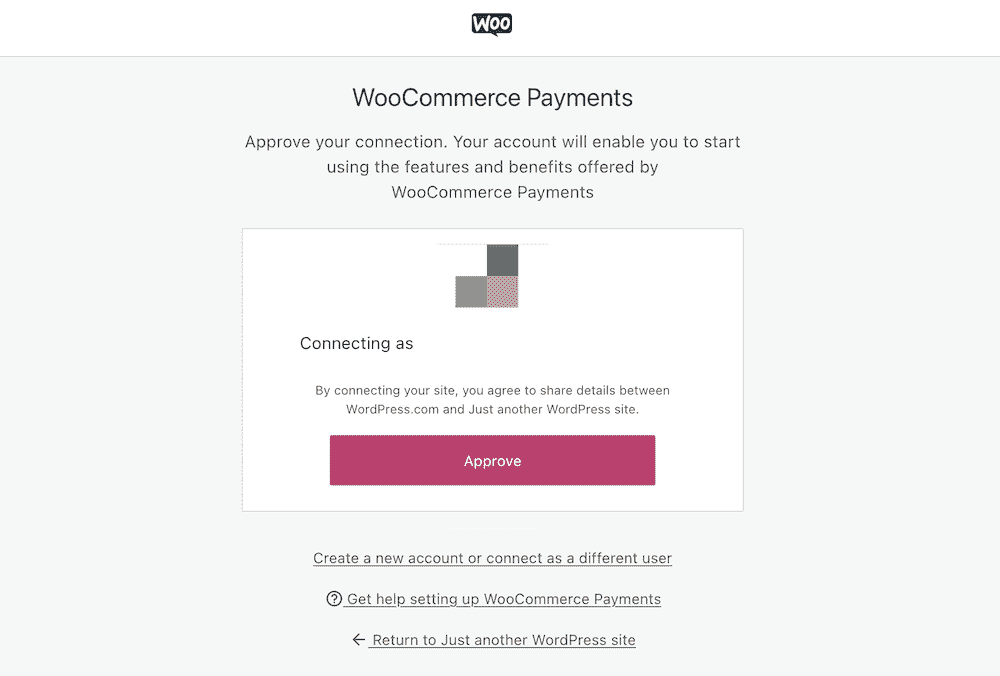 Woo
WooCommerce Payments
Approve your connection. Your account will enable you to start
using the features and benefits offered by
WooCommerce Payments
Connecting as
By connecting your site, you agree to share details between
WordPress.com and Just another WordPress site.
Approve
Create a new account or connect as a different user
Get help setting up WooCommerce Payments
Return to Just another WordPress site